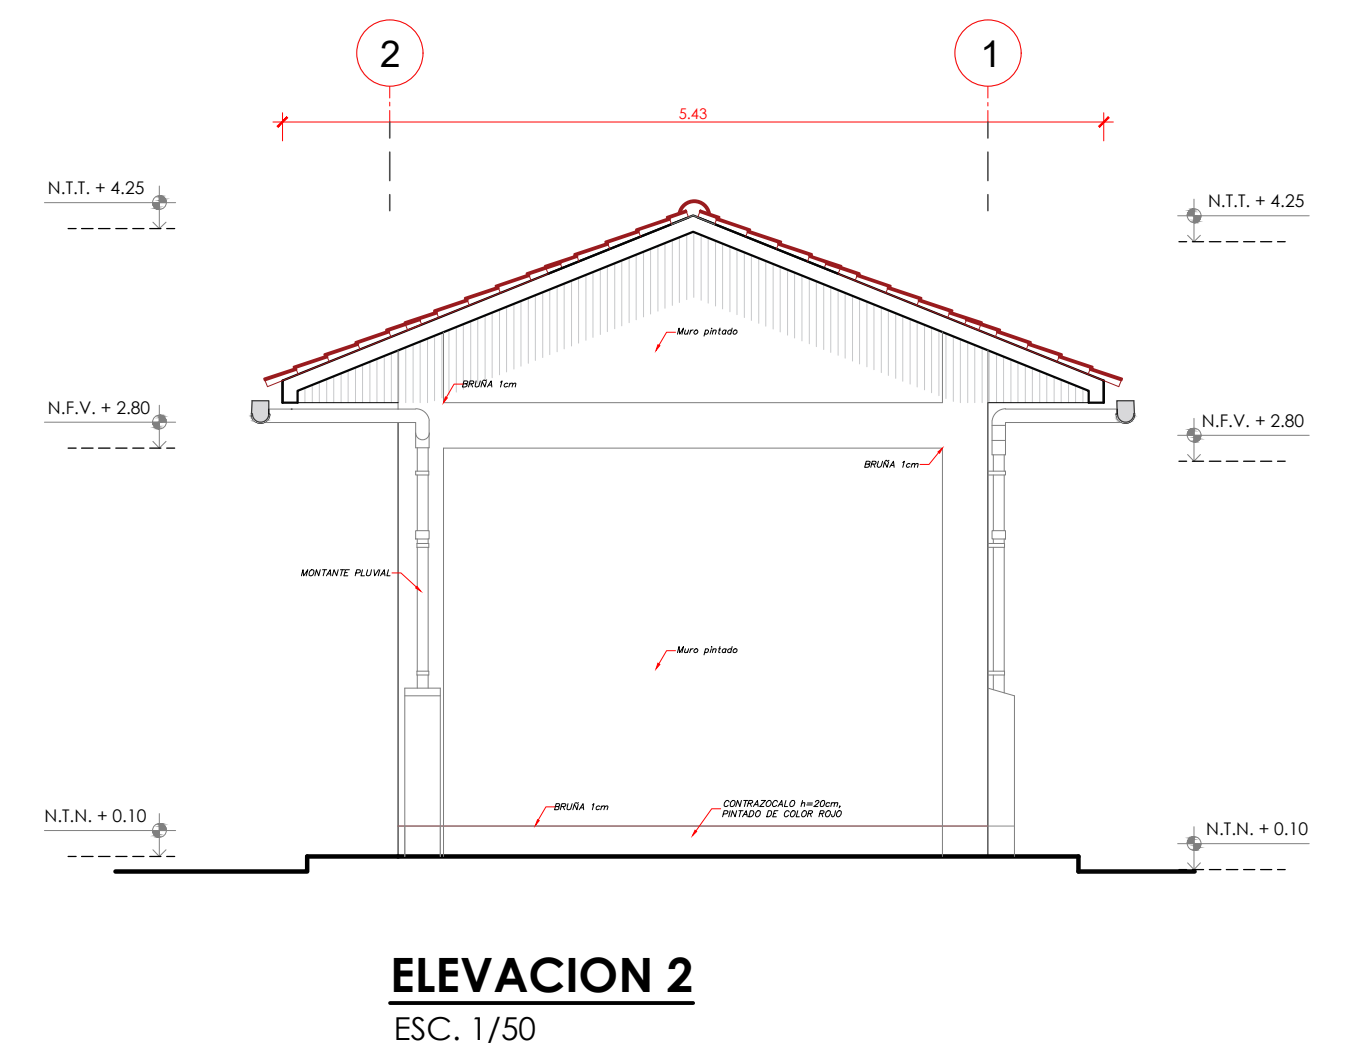 2
1
5.43
N.T.T. + 4.25
N.T.T. + 4.25
Muro pintado
BRUÑA 1cm
N.F.V. + 2.80
N.F.V. + 2.80
BRUÑA 1cm
MONTANTE PLUVIAL
Muro pintado
BRUÑA 1cm
CONTRAZOCALO h=20cm,
PINTADO DE COLOR ROJO
N.T.N. + 0.10
N.T.N. + 0.10
ELEVACION 2
ESC. 1/50